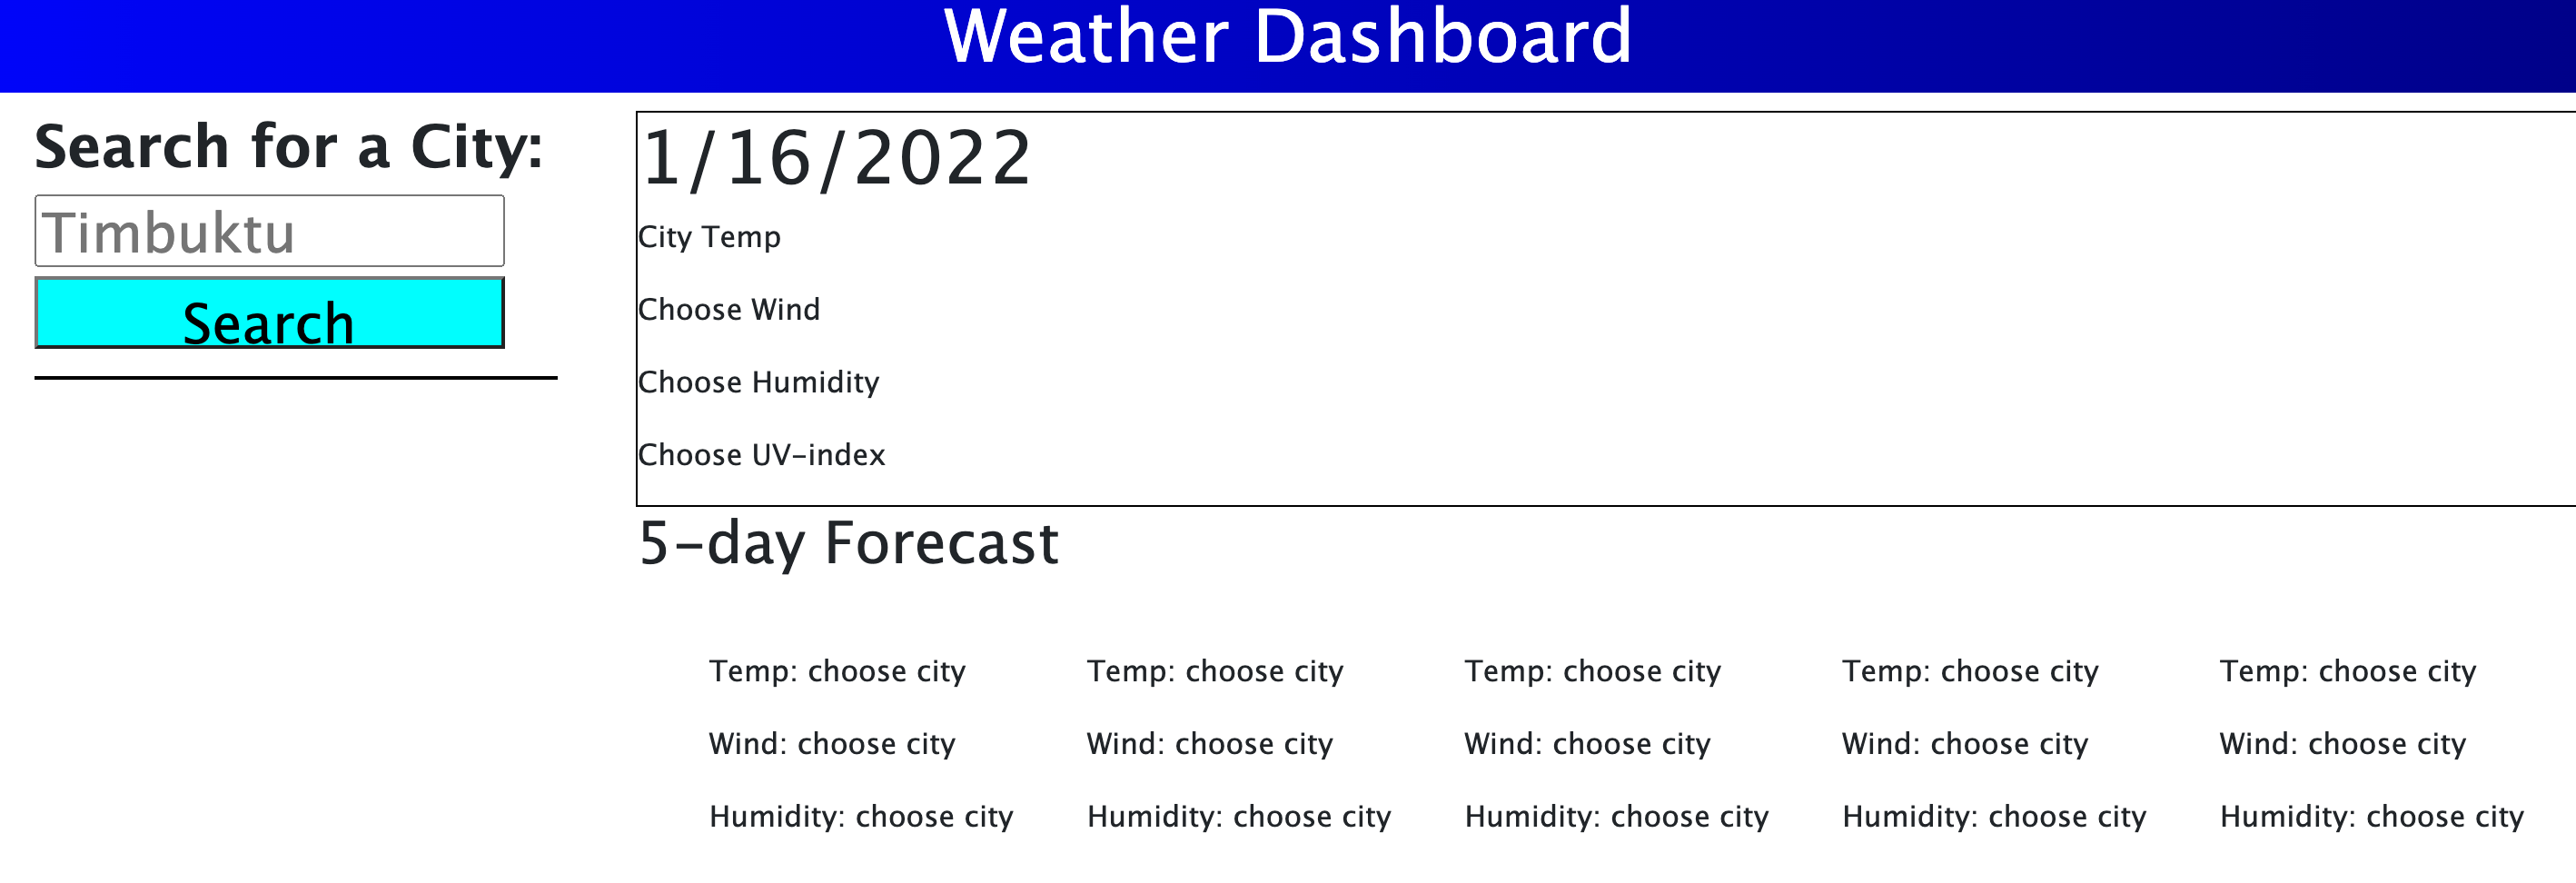 Weather Dashboard
Search for a City:
Timbuktu
Search
1/16/2022
City Temp
Choose Wind
Choose Humidity
Choose UV-index
5-day Forecast
Temp: choose city Temp: choose city Temp: choose city Temp: choose city Temp: choose city
Wind: choose city Wind: choose city Wind: choose city Wind: choose city Wind: choose city
Humidity: choose city Humidity: choose city Humidity: choose city Humidity: choose city Humidity: choose city